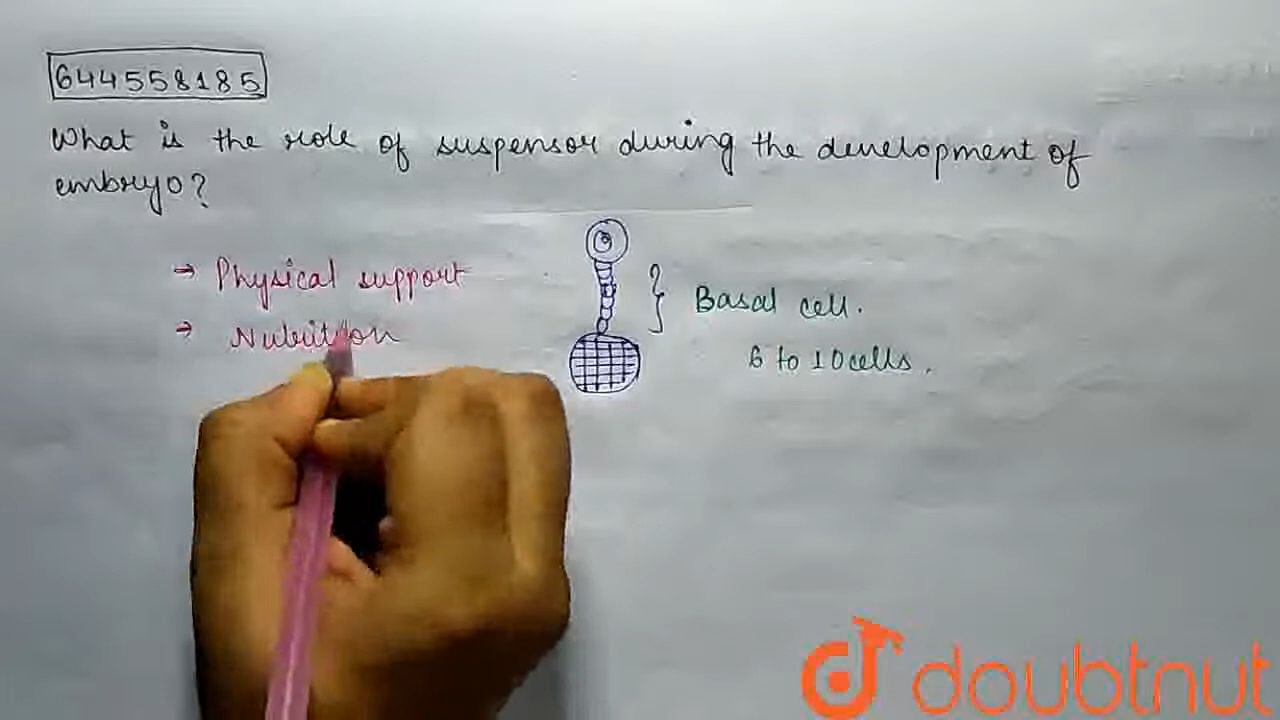 644558185
What is the role of suspensor during the development of
embryo?
→ Physical support
→ Nutrition
} Basal cell.
6 to 10 cells.
doubtnut